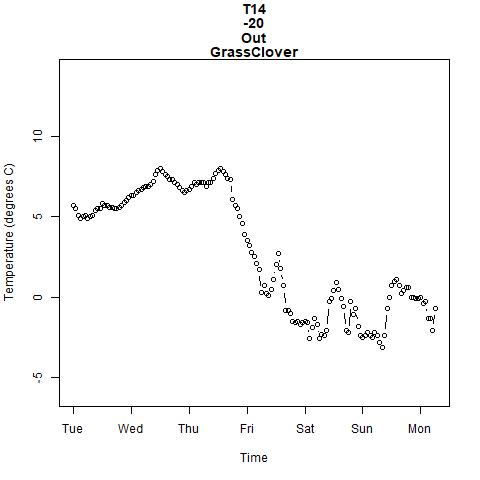 T14
-20
Out
GrassClover
Temperature (degrees C)
10
5
0
-5
Tue Wed Thu Fri Sat Sun Mon
Time